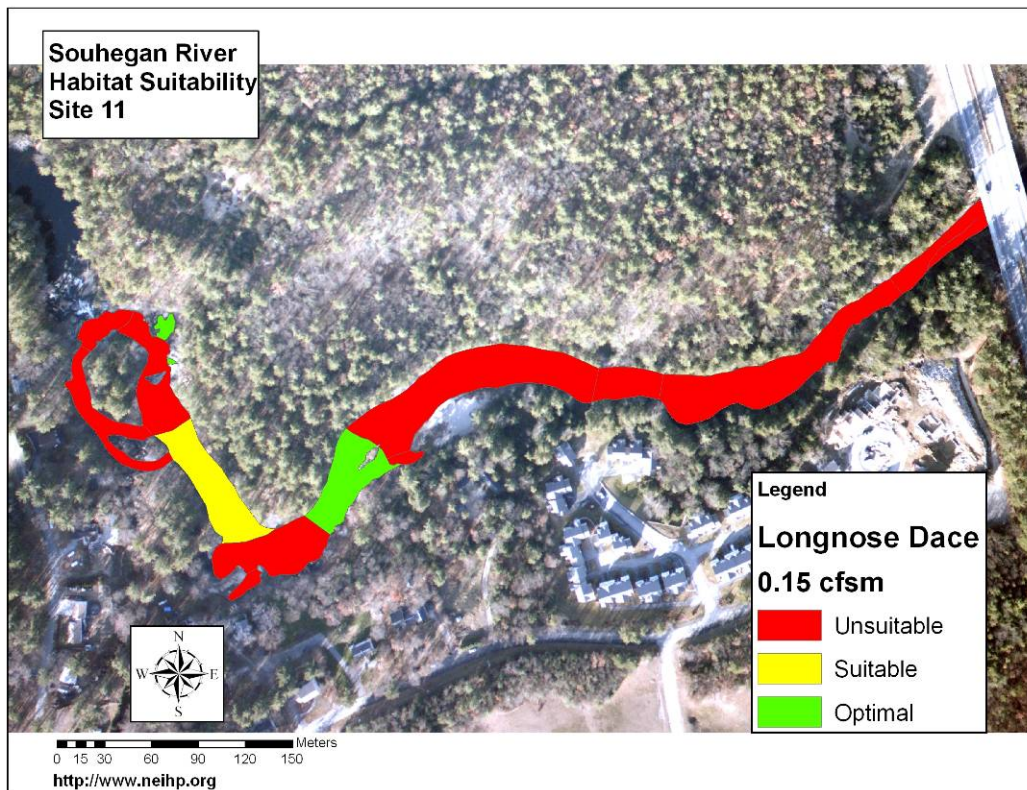 Souhegan River
Habitat Suitability
Site 11
Legend
Longnose Dace
0.15 cfsm
Unsuitable
Suitable
Optimal
N
W E
S
Meters
0 15 30 60 90 120 150
http://www.neihp.org